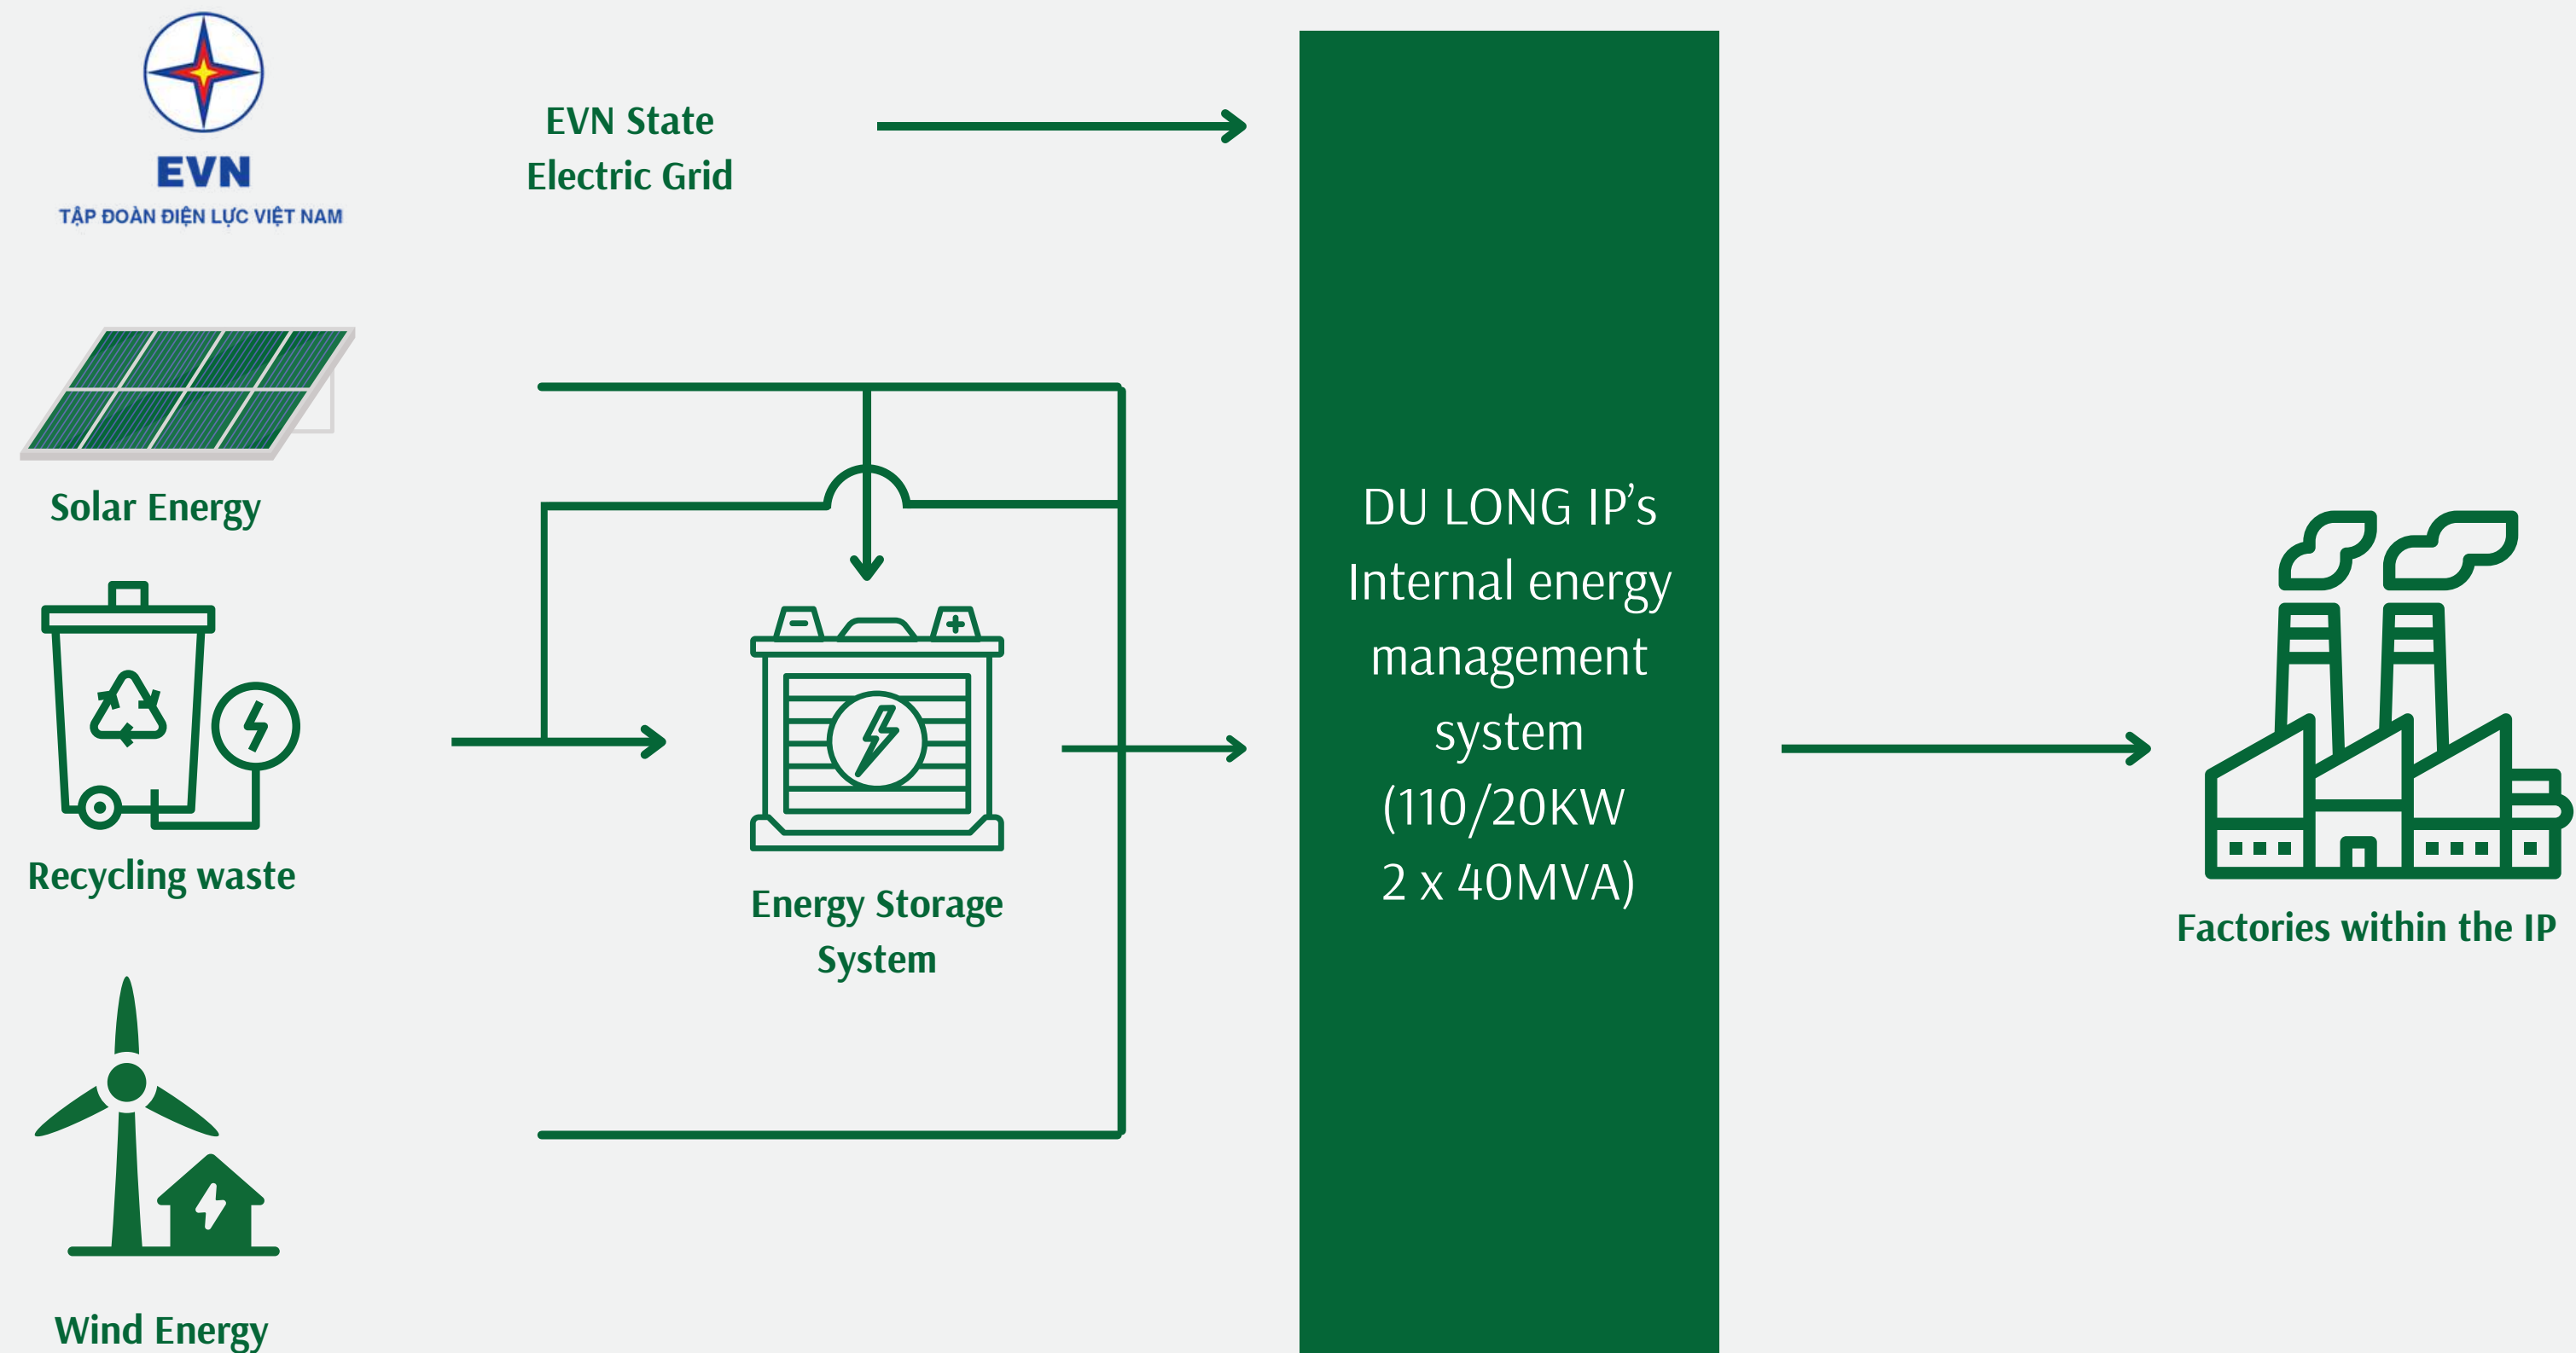 EVN
TẬP ĐOÀN ĐIỆN LỰC VIỆT NAM
EVN State
Electric Grid
Solar Energy
Recycling waste
Wind Energy
Energy Storage
System
DU LONG IP’s
Internal energy
management
system
(110/20KW
2 x 40MVA)
Factories within the IP